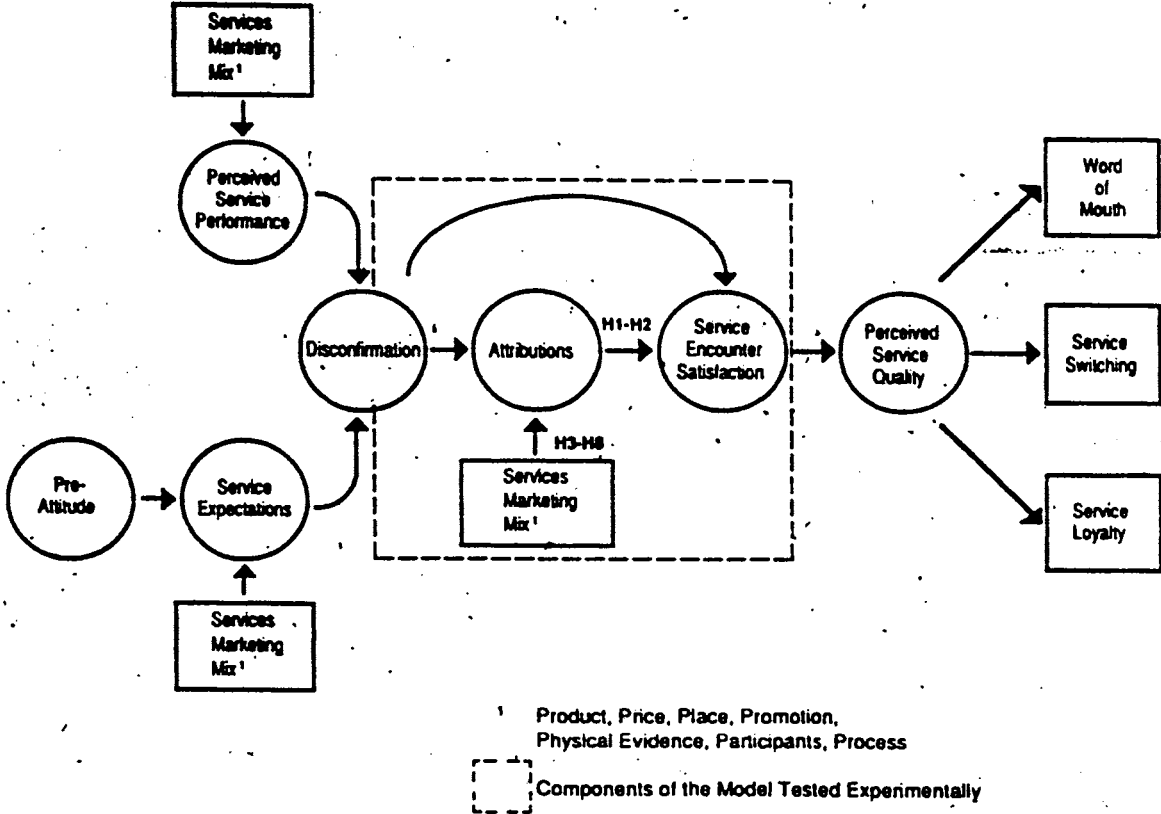 Services
Marketing
Mix¹
Perceived
Service
Performance
Word
of
Mouth
Disconfirmation
Attributions
H1-H2
Service
Encounter
Satisfaction
Perceived
Service
Quality
Service
Switching
H3-H8
Services
Marketing
Mix¹
Pre-
Attitude
Service
Expectations
Service
Loyalty
Services
Marketing
Mix¹
¹ Product, Price, Place, Promotion,
Physical Evidence, Participants, Process
Components of the Model Tested Experimentally